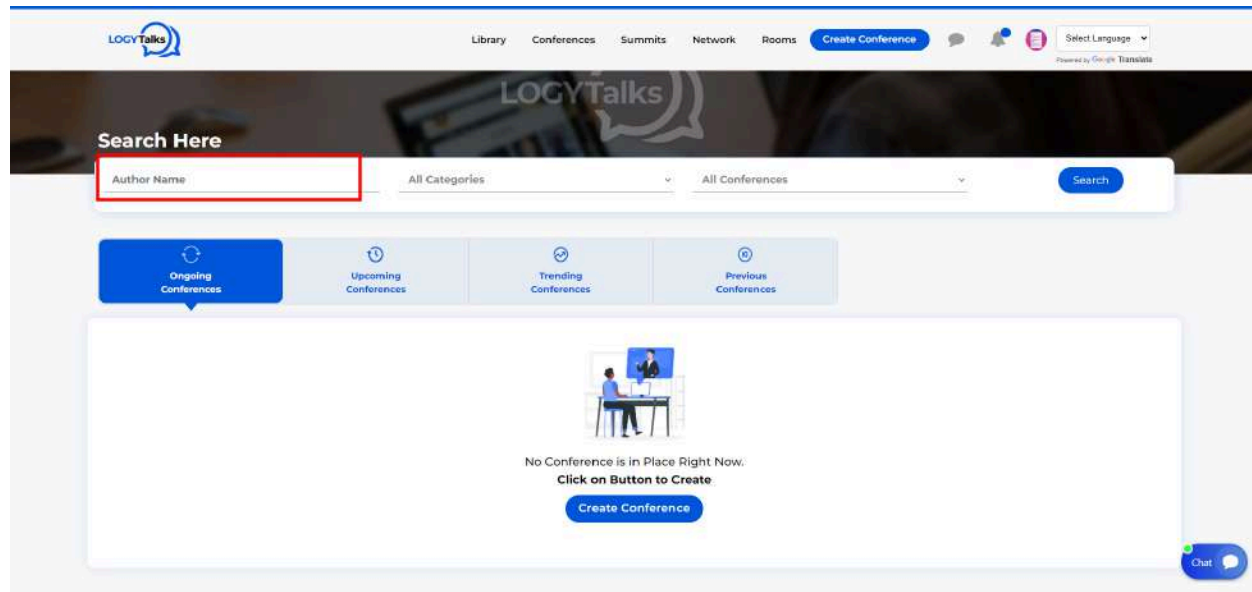 LOGYTalks
Library Conferences Summits Network Rooms Create Conference Select Language
Powered by Google Translate
LOGYTalks
Search Here
Author Name All Categories All Conferences Search
Ongoing
Conferences
Upcoming
Conferences
Trending
Conferences
Previous
Conferences
No Conference is in Place Right Now.
Click on Button to Create
Create Conference
Chat